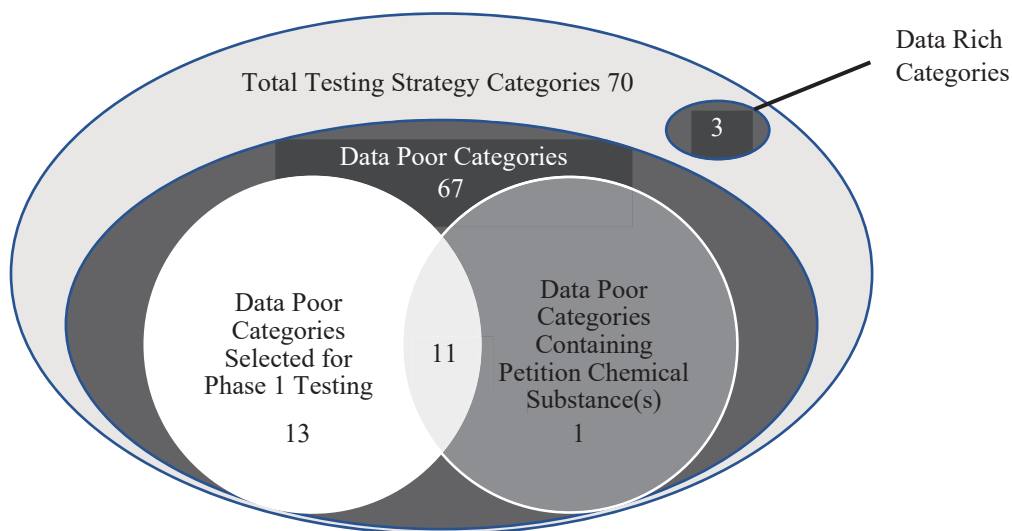 Data Rich
Categories
Total Testing Strategy Categories 70
3
Data Poor Categories
67
Data Poor
Categories
Selected for
Phase 1 Testing
13
11
Data Poor
Categories
Containing
Petition Chemical
Substance(s)
1